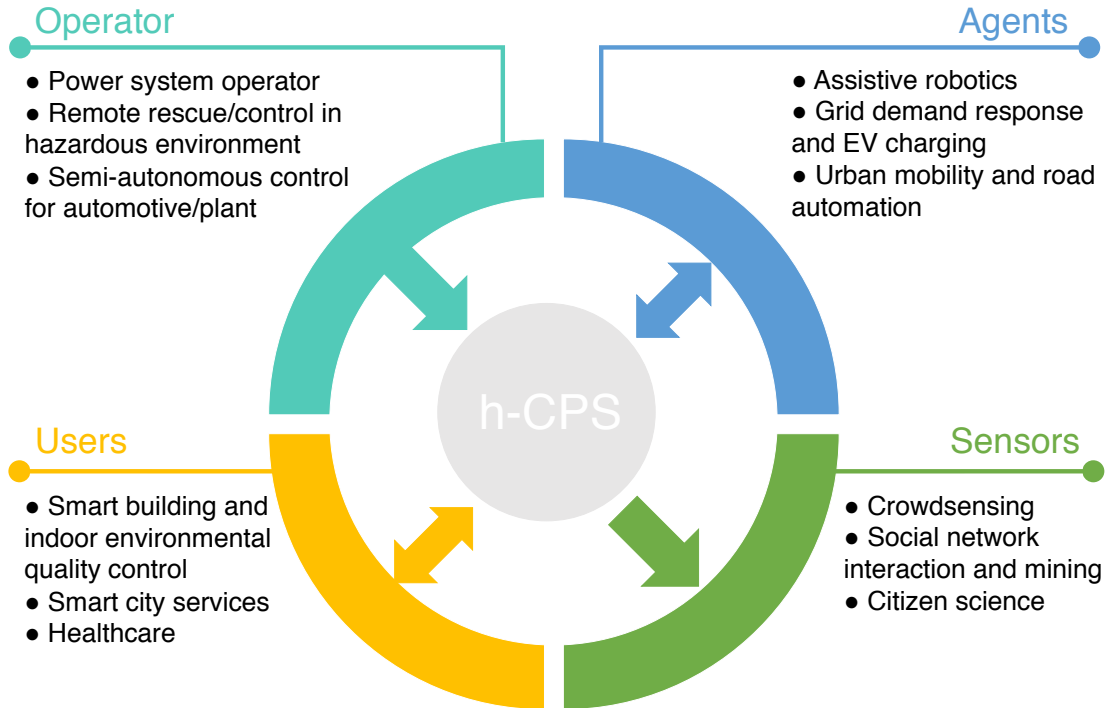 Operator
● Power system operator
● Remote rescue/control in
hazardous environment
● Semi-autonomous control
for automotive/plant
Agents
● Assistive robotics
● Grid demand response
and EV charging
● Urban mobility and road
automation
h-CPS
Users
● Smart building and
indoor environmental
quality control
● Smart city services
● Healthcare
Sensors
● Crowdsensing
● Social network
interaction and mining
● Citizen science